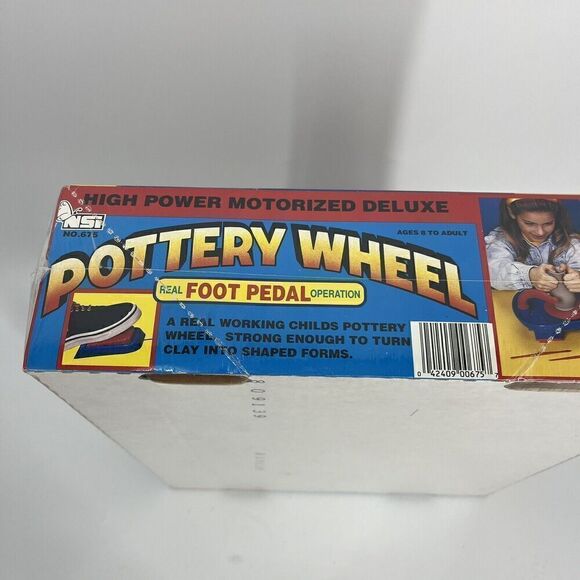 HIGH POWER MOTORIZED DELUXE
NSI
NO.675
AGES 8 TO ADULT
POTTERY WHEEL
REAL FOOT PEDAL OPERATION
A REAL WORKING CHILDS POTTERY
WHEEL. STRONG ENOUGH TO TURN
CLAY INTO SHAPED FORMS.
0 42409 00675 7